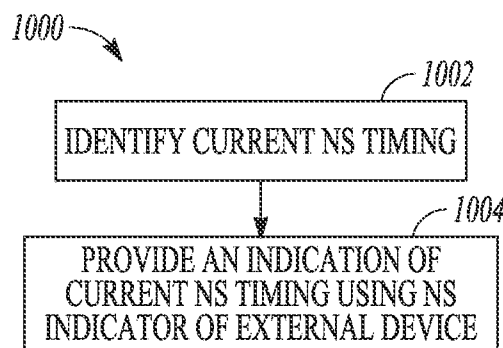 1000
1002
IDENTIFY CURRENT NS TIMING
1004
PROVIDE AN INDICATION OF
CURRENT NS TIMING USING NS
INDICATOR OF EXTERNAL DEVICE